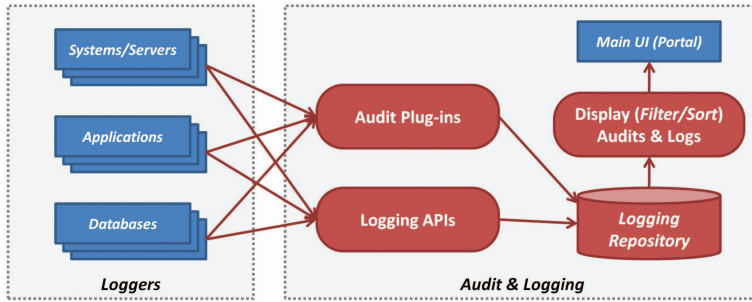 Systems/Servers
Applications
Databases
Loggers
Audit Plug-ins
Logging APIs
Main UI (Portal)
Display (Filter/Sort)
Audits & Logs
Logging
Repository
Audit & Logging